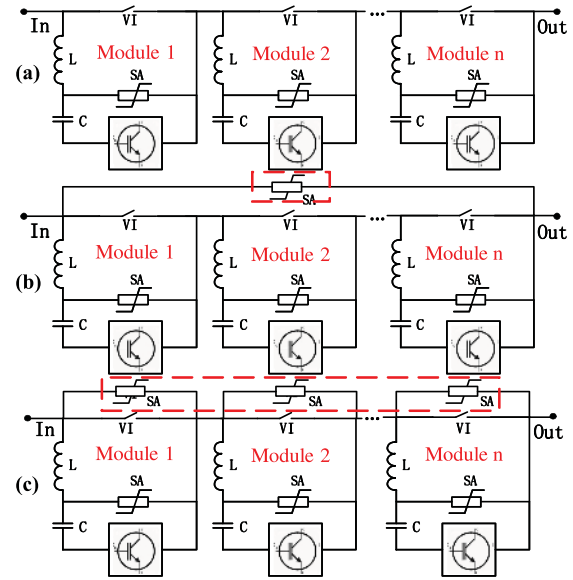 VI VI ... VI
In Out
Module 1 Module 2 Module n
L L L
(a)
SA SA SA
C C C
SA
VI VI ... VI
In Out
Module 1 Module 2 Module n
(b)
L L L
SA SA SA
C C C
SA SA SA
VI VI ... VI
In Out
Module 1 Module 2 Module n
L L L
(c)
SA SA SA
C C C